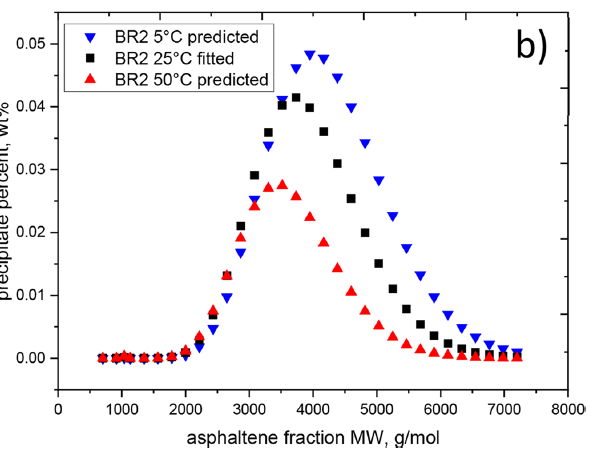 b)
BR2 5°C predicted
BR2 25°C fitted
BR2 50°C predicted
precipitate percent, wt%
0.05
0.04
0.03
0.02
0.01
0.00
0 1000 2000 3000 4000 5000 6000 7000 8000
asphaltene fraction MW, g/mol